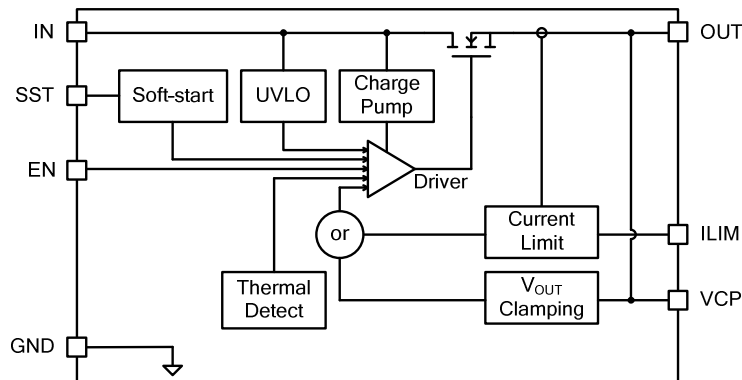 IN
OUT
SST
Soft-start
UVLO
Charge
Pump
EN
Driver
or
Current
Limit
ILIM
Thermal
Detect
VOUT
Clamping
VCP
GND